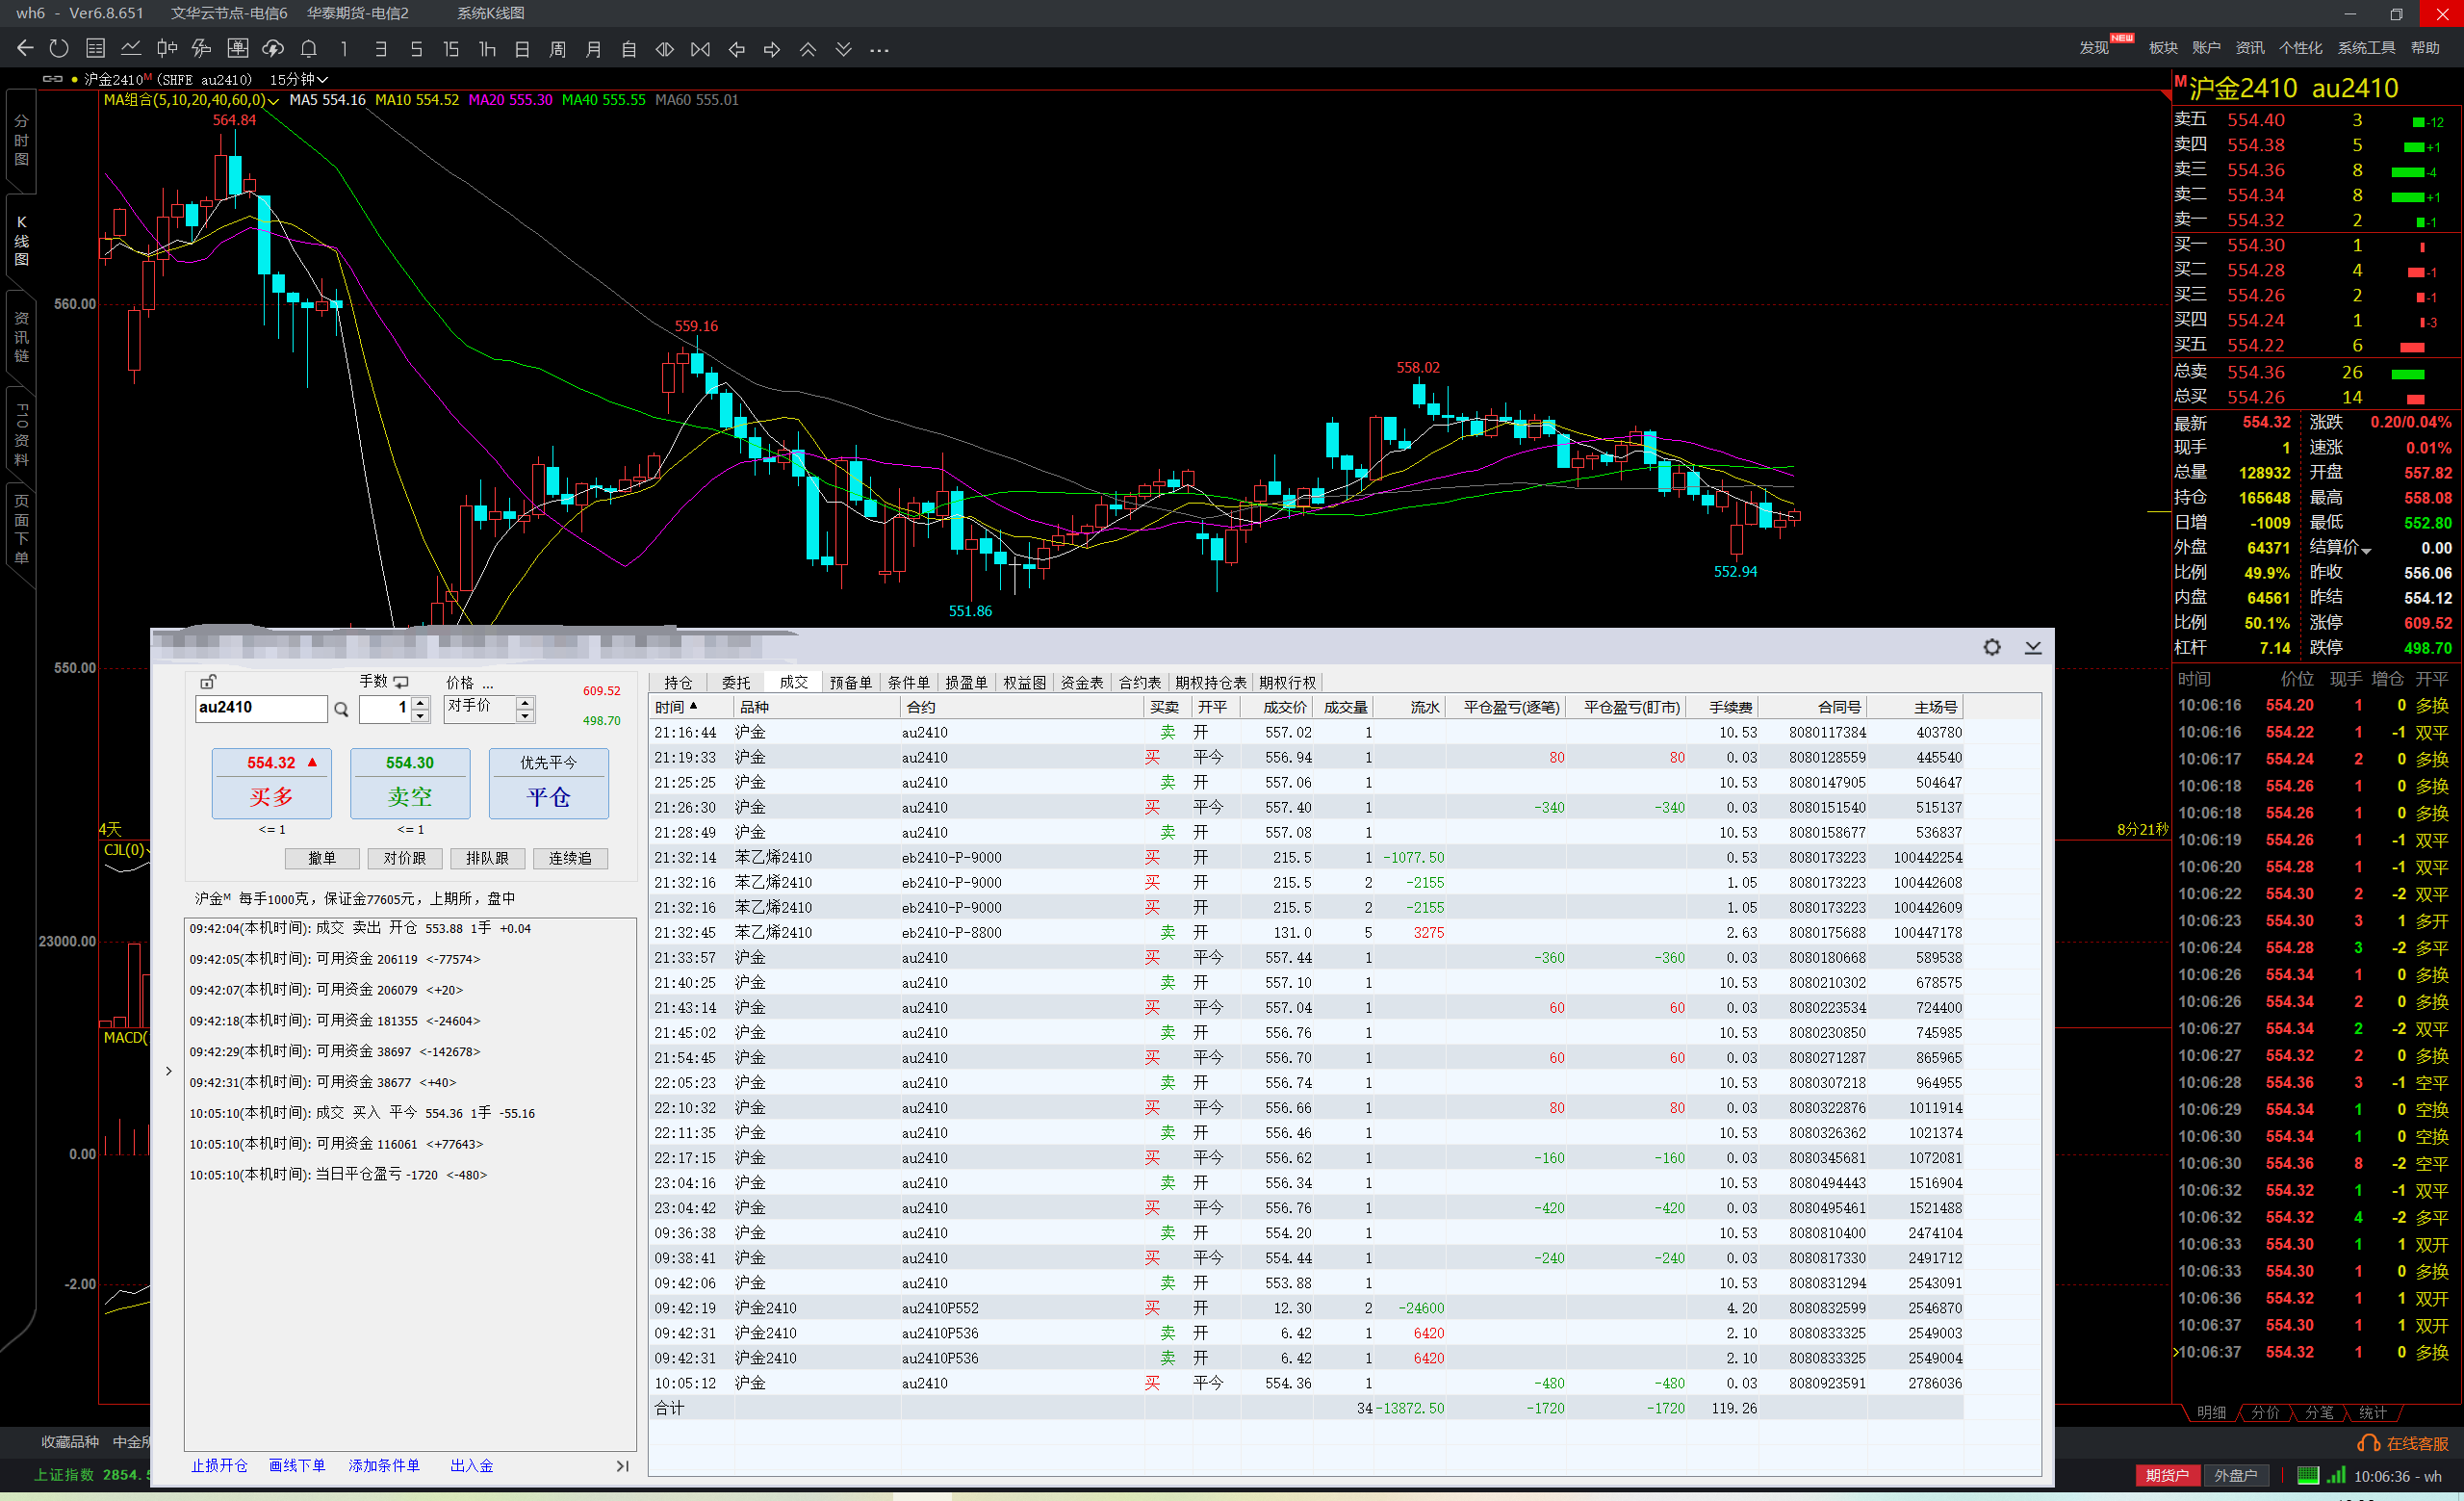 wh6 - Ver6.8.651 文华云节点-电信6 华泰期货-电信2 系统K线图
1 3 5 15 1h 日 周 月 自 ...
发现 NEW 板块 账户 资讯 个性化 系统工具 帮助
沪金2410M (SHFE au2410) 15分钟
MA组合(5,10,20,40,60,0) MA5 554.16 MA10 554.52 MA20 555.30 MA40 555.55 MA60 555.01
分时图
K线图
资讯链
F10资料
页面下单
564.84
560.00
559.16
558.02
552.94
551.86
550.00
4天
CJL(0)
23000.00
MACD(
0.00
-2.00
8分21秒
M沪金2410 au2410
卖五 554.40 3 -12
卖四 554.38 5 +1
卖三 554.36 8 -4
卖二 554.34 8 +1
卖一 554.32 2 -1
买一 554.30 1
买二 554.28 4 -1
买三 554.26 2 -1
买四 554.24 1 -3
买五 554.22 6
总卖 554.36 26
总买 554.26 14
最新 554.32 涨跌 0.20/0.04%
现手 1 速涨 0.01%
总量 128932 开盘 557.82
持仓 165648 最高 558.08
日增 -1009 最低 552.80
外盘 64371 结算价 0.00
比例 49.9% 昨收 556.06
内盘 64561 昨结 554.12
比例 50.1% 涨停 609.52
杠杆 7.14 跌停 498.70
时间 价位 现手 增仓 开平
10:06:16 554.20 1 0 多换
10:06:16 554.22 1 -1 双平
10:06:17 554.24 2 0 多换
10:06:18 554.26 1 0 多换
10:06:18 554.26 1 0 多换
10:06:19 554.26 1 -1 双平
10:06:20 554.28 1 -1 双平
10:06:22 554.30 2 -2 双平
10:06:23 554.30 3 1 多开
10:06:24 554.28 3 -2 多平
10:06:26 554.34 1 0 多换
10:06:26 554.34 2 0 多换
10:06:27 554.34 2 -2 双平
10:06:27 554.32 2 0 多换
10:06:28 554.36 3 -1 空平
10:06:29 554.34 1 0 空换
10:06:30 554.34 1 0 空换
10:06:30 554.36 8 -2 空平
10:06:32 554.32 1 -1 双平
10:06:32 554.32 4 -2 多平
10:06:33 554.30 1 1 双开
10:06:33 554.30 1 0 多换
10:06:36 554.32 1 1 双开
10:06:37 554.30 1 1 双开
10:06:37 554.32 1 0 多换
明细 分价 分笔 统计
手数 价格 ... 609.52
au2410 1 对手价 498.70
554.32 ▲ 554.30 优先平今
买多 卖空 平仓
<= 1 <= 1
撤单 对价跟 排队跟 连续追
沪金M 每手1000克，保证金77605元，上期所，盘中
09:42:04(本机时间): 成交 卖出 开仓 553.88 1手 +0.04
09:42:05(本机时间): 可用资金 206119 <-77574>
09:42:07(本机时间): 可用资金 206079 <+20>
09:42:18(本机时间): 可用资金 181355 <-24604>
09:42:29(本机时间): 可用资金 38697 <-142678>
09:42:31(本机时间): 可用资金 38677 <+40>
10:05:10(本机时间): 成交 买入 平今 554.36 1手 -55.16
10:05:10(本机时间): 可用资金 116061 <+77643>
10:05:10(本机时间): 当日平仓盈亏 -1720 <-480>
止损开仓 画线下单 添加条件单 出入金
持仓 委托 成交 预备单 条件单 损盈单 权益图 资金表 合约表 期权持仓表 期权行权
时间 ▲ 品种 合约 买卖 开平 成交价 成交量 流水 平仓盈亏(逐笔) 平仓盈亏(盯市) 手续费 合同号 主场号
21:16:44 沪金 au2410 卖 开 557.02 1 10.53 8080117384 403780
21:19:33 沪金 au2410 买 平今 556.94 1 80 80 0.03 8080128559 445540
21:25:25 沪金 au2410 卖 开 557.06 1 10.53 8080147905 504647
21:26:30 沪金 au2410 买 平今 557.40 1 -340 -340 0.03 8080151540 515137
21:28:49 沪金 au2410 卖 开 557.08 1 10.53 8080158677 536837
21:32:14 苯乙烯2410 eb2410-P-9000 买 开 215.5 1 -1077.50 0.53 8080173223 100442254
21:32:16 苯乙烯2410 eb2410-P-9000 买 开 215.5 2 -2155 1.05 8080173223 100442608
21:32:16 苯乙烯2410 eb2410-P-9000 买 开 215.5 2 -2155 1.05 8080173223 100442609
21:32:45 苯乙烯2410 eb2410-P-8800 卖 开 131.0 5 3275 2.63 8080175688 100447178
21:33:57 沪金 au2410 买 平今 557.44 1 -360 -360 0.03 8080180668 589538
21:40:25 沪金 au2410 卖 开 557.10 1 10.53 8080210302 678575
21:43:14 沪金 au2410 买 平今 557.04 1 60 60 0.03 8080223534 724400
21:45:02 沪金 au2410 卖 开 556.76 1 10.53 8080230850 745985
21:54:45 沪金 au2410 买 平今 556.70 1 60 60 0.03 8080271287 865965
22:05:23 沪金 au2410 卖 开 556.74 1 10.53 8080307218 964955
22:10:32 沪金 au2410 买 平今 556.66 1 80 80 0.03 8080322876 1011914
22:11:35 沪金 au2410 卖 开 556.46 1 10.53 8080326362 1021374
22:17:15 沪金 au2410 买 平今 556.62 1 -160 -160 0.03 8080345681 1072081
23:04:16 沪金 au2410 卖 开 556.34 1 10.53 8080494443 1516904
23:04:42 沪金 au2410 买 平今 556.76 1 -420 -420 0.03 8080495461 1521488
09:36:38 沪金 au2410 卖 开 554.20 1 10.53 8080810400 2474104
09:38:41 沪金 au2410 买 平今 554.44 1 -240 -240 0.03 8080817330 2491712
09:42:06 沪金 au2410 卖 开 553.88 1 10.53 8080831294 2543091
09:42:19 沪金2410 au2410P552 买 开 12.30 2 -24600 4.20 8080832599 2546870
09:42:31 沪金2410 au2410P536 卖 开 6.42 1 6420 2.10 8080833325 2549003
09:42:31 沪金2410 au2410P536 卖 开 6.42 1 6420 2.10 8080833325 2549004
10:05:12 沪金 au2410 买 平今 554.36 1 -480 -480 0.03 8080923591 2786036
合计 34 -13872.50 -1720 -1720 119.26
收藏品种 中金所
在线客服
上证指数 2854.5
期货户 外盘户 10:06:36 - wh